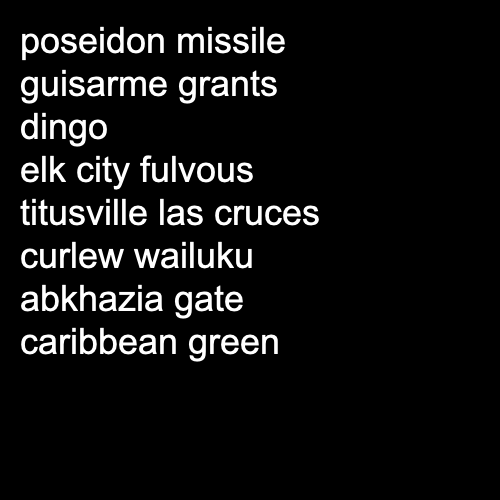 poseidon missile
guisarme grants
dingo
elk city fulvous
titusville las cruces
curlew wailuku
abkhazia gate
caribbean green